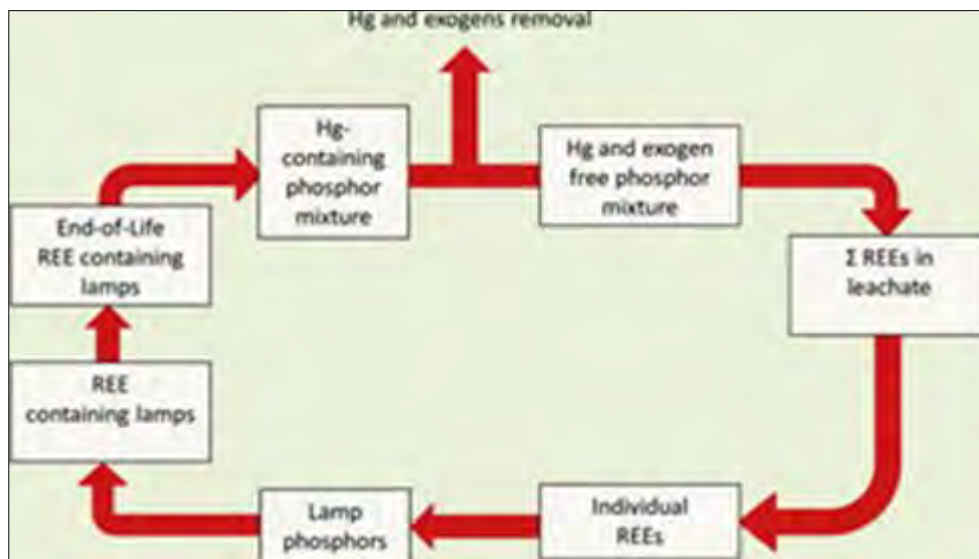 Hg and exogens removal
Hg-
containing
phosphor
mixture
Hg and exogen
free phosphor
mixture
End-of-Life
REE containing
lamps
Σ REEs in
leachate
REE
containing lamps
Lamp
phosphors
Individual
REEs